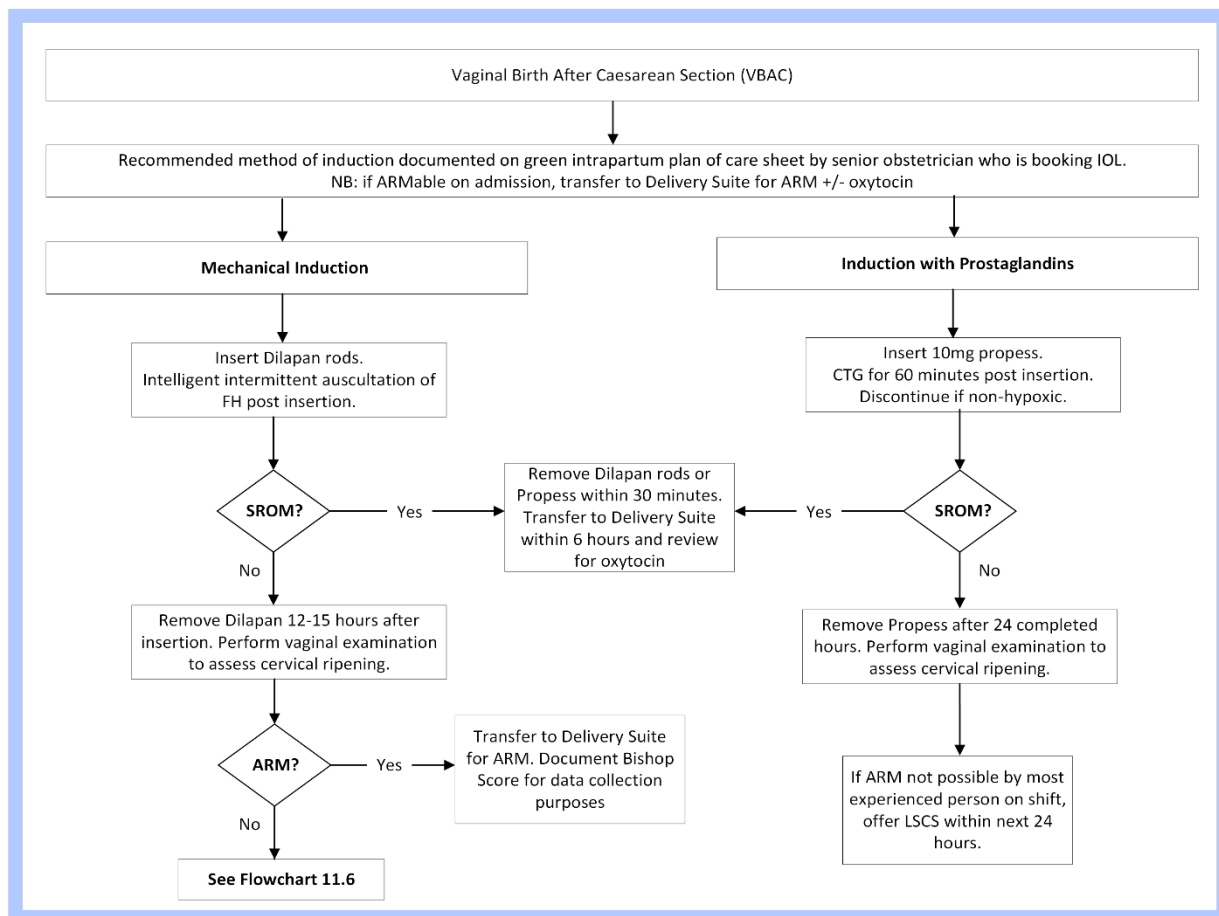 Vaginal Birth After Caesarean Section (VBAC)
Recommended method of induction documented on green intrapartum plan of care sheet by senior obstetrician who is booking IOL.
NB: if ARMable on admission, transfer to Delivery Suite for ARM +/- oxytocin
Mechanical Induction
Induction with Prostaglandins
Insert Dilapan rods.
Intelligent intermittent auscultation of
FH post insertion.
Insert 10mg propess.
CTG for 60 minutes post insertion.
Discontinue if non-hypoxic.
SROM?
Yes
Remove Dilapan rods or
Propess within 30 minutes.
Transfer to Delivery Suite
within 6 hours and review
for oxytocin
Yes
SROM?
No
No
Remove Dilapan 12-15 hours after
insertion. Perform vaginal examination
to assess cervical ripening.
Remove Propess after 24 completed
hours. Perform vaginal examination to
assess cervical ripening.
ARM?
Yes
Transfer to Delivery Suite
for ARM. Document Bishop
Score for data collection
purposes
If ARM not possible by most
experienced person on shift,
offer LSCS within next 24
hours.
No
See Flowchart 11.6